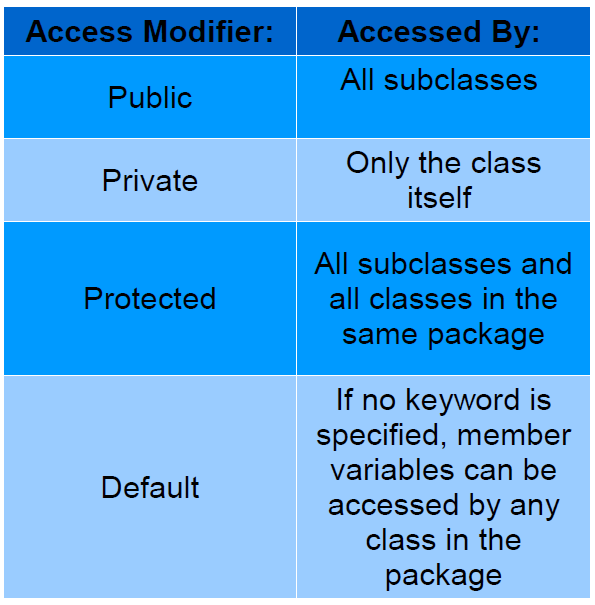 Access Modifier: Accessed By:
Public All subclasses
Private Only the class
itself
Protected All subclasses and
all classes in the
same package
Default If no keyword is
specified, member
variables can be
accessed by any
class in the
package